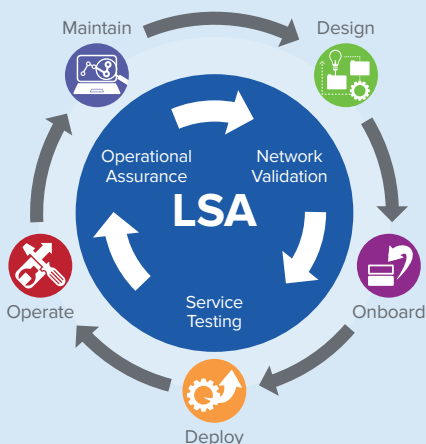 Maintain
Design
Operational
Assurance
Network
Validation
LSA
Service
Testing
Operate
Onboard
Deploy